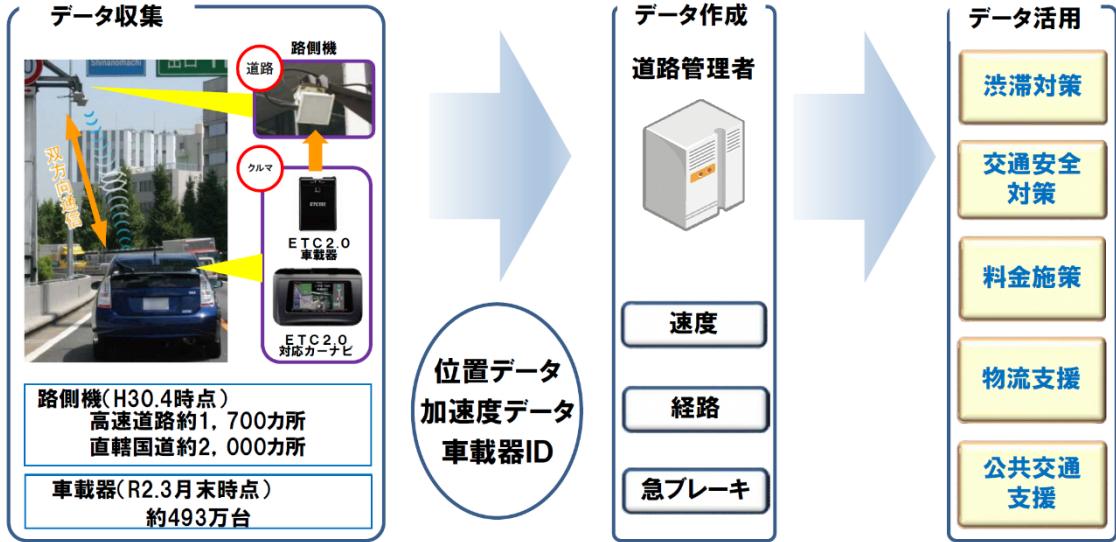 データ収集
路側機
道路
Shinanomachi
出口
双方向通信
クルマ
ETC2.0
車載器
ETC2.0
対応カーナビ
路側機(H30.4時点)
高速道路約1,700カ所
直轄国道約2,000カ所
車載器(R2.3月末時点)
約493万台
位置データ
加速度データ
車載器ID
データ作成
道路管理者
速度
経路
急ブレーキ
データ活用
渋滞対策
交通安全
対策
料金施策
物流支援
公共交通
支援